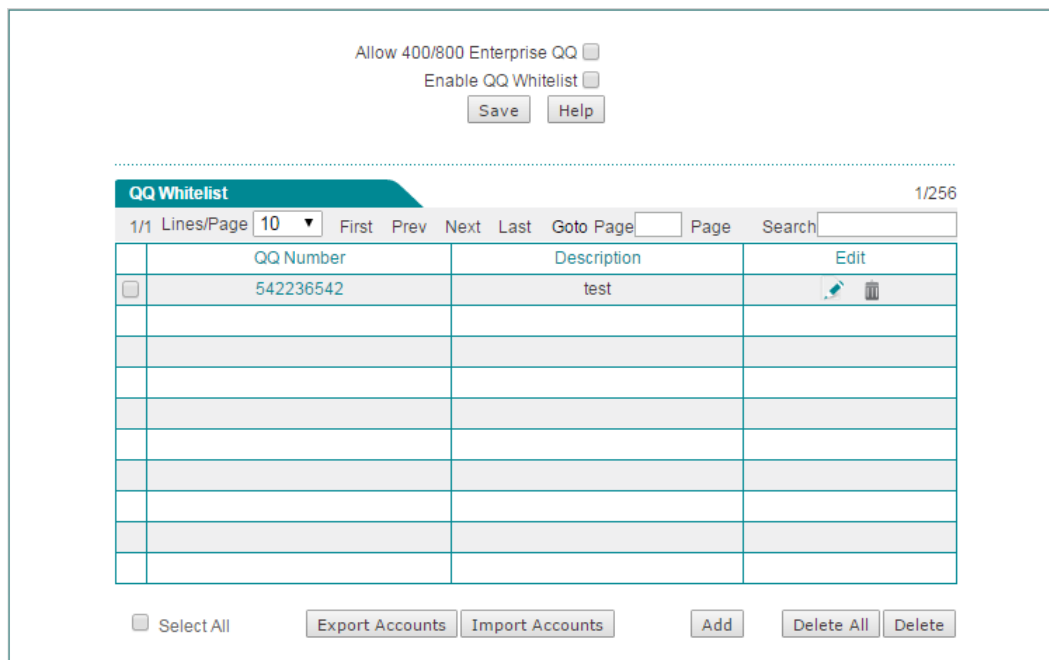 Allow 400/800 Enterprise QQ
Enable QQ Whitelist
Save Help
QQ Whitelist 1/256
1/1 Lines/Page 10 First Prev Next Last Goto Page Page Search
QQ Number Description Edit
542236542 test
Select All Export Accounts Import Accounts Add Delete All Delete